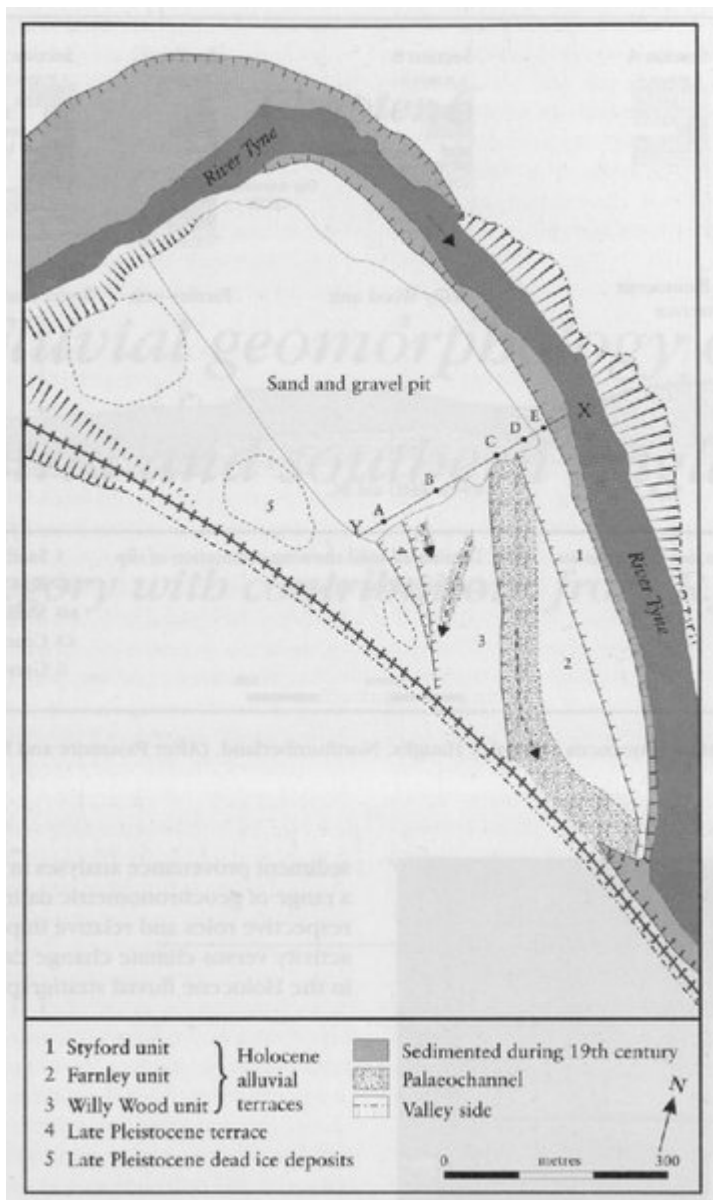 River Tyne
Sand and gravel pit
E
X
D
C
B
A
Y
5
4
1
3
2
River Tyne
1 Styford unit
2 Farnley unit
3 Willy Wood unit
Holocene
alluvial
terraces
4 Late Pleistocene terrace
5 Late Pleistocene dead ice deposits
Sedimented during 19th century
Palaeochannel
Valley side
N
0 metres 300